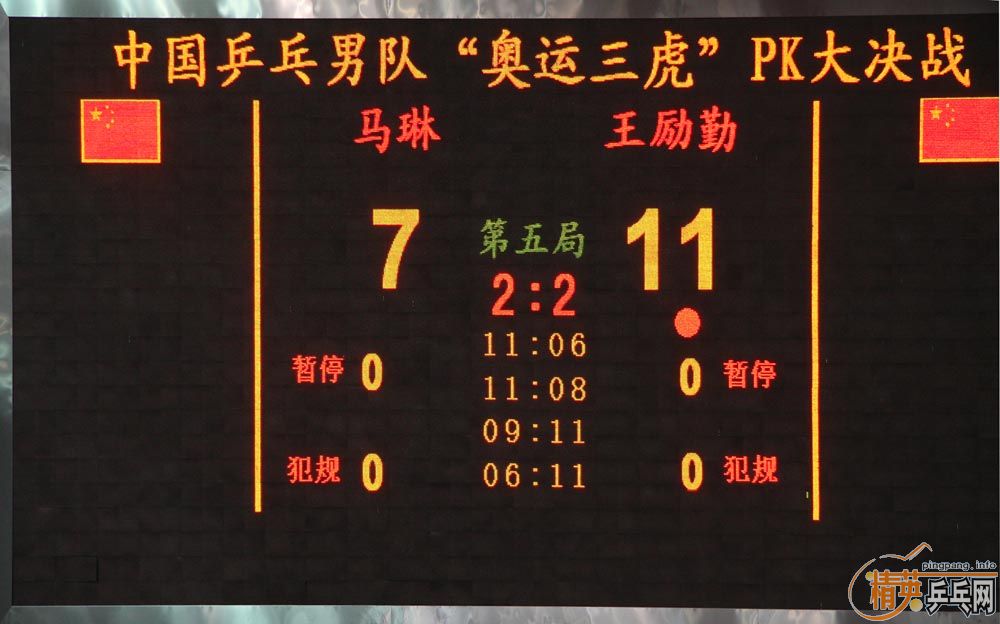 中国乒乓男队“奥运三虎”PK大决战
马琳 王励勤
7 第五局 11
2:2
11:06
暂停 0 11:08 0 暂停
09:11
犯规 0 06:11 0 犯规
pingpang.info
精英乒乓网